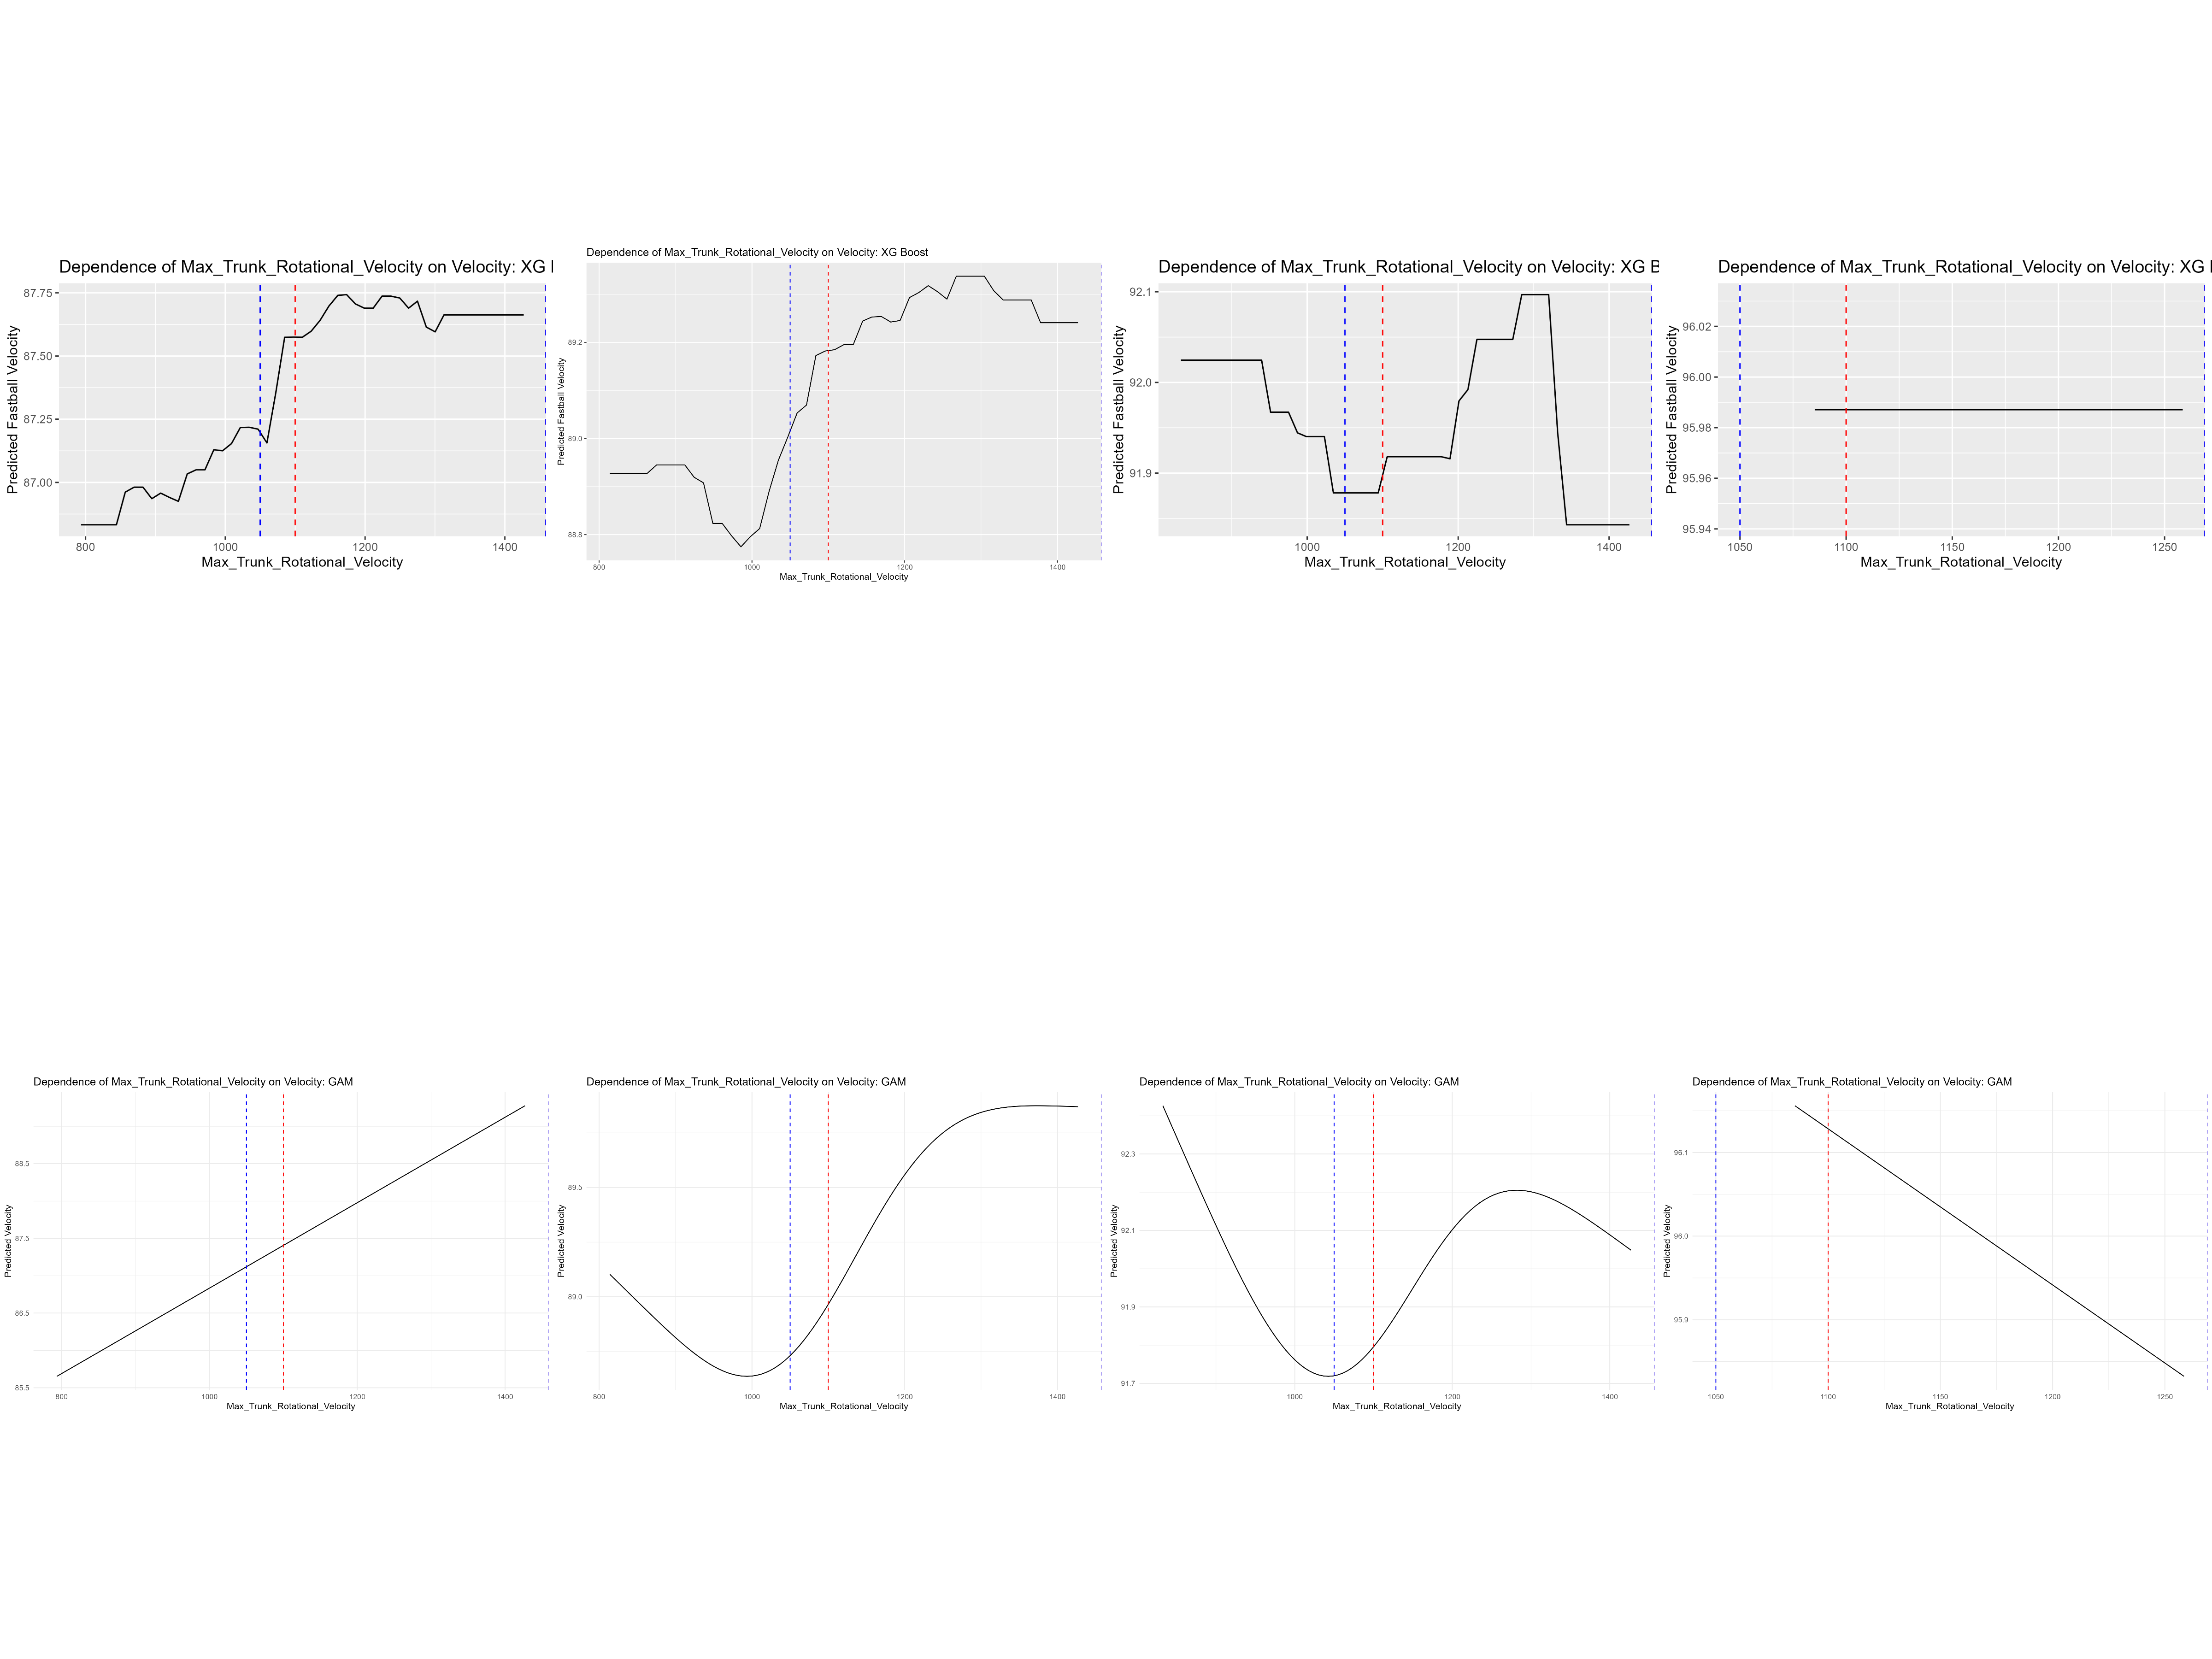 Dependence of Max_Trunk_Rotational_Velocity on Velocity: XG
Predicted Fastball Velocity
87.75
87.50
87.25
87.00
800 1000 1200 1400
Max_Trunk_Rotational_Velocity
Dependence of Max_Trunk_Rotational_Velocity on Velocity: XG Boost
Predicted Fastball Velocity
89.2
89.0
88.8
800 1000 1200 1400
Max_Trunk_Rotational_Velocity
Dependence of Max_Trunk_Rotational_Velocity on Velocity: XG B
Predicted Fastball Velocity
92.1
92.0
91.9
1000 1200 1400
Max_Trunk_Rotational_Velocity
Dependence of Max_Trunk_Rotational_Velocity on Velocity: XG
Predicted Fastball Velocity
96.02
96.00
95.98
95.96
95.94
1050 1100 1150 1200 1250
Max_Trunk_Rotational_Velocity
Dependence of Max_Trunk_Rotational_Velocity on Velocity: GAM
Predicted Velocity
88.5
87.5
86.5
85.5
800 1000 1200 1400
Max_Trunk_Rotational_Velocity
Dependence of Max_Trunk_Rotational_Velocity on Velocity: GAM
Predicted Velocity
89.5
89.0
800 1000 1200 1400
Max_Trunk_Rotational_Velocity
Dependence of Max_Trunk_Rotational_Velocity on Velocity: GAM
Predicted Velocity
92.3
92.1
91.9
91.7
1000 1200 1400
Max_Trunk_Rotational_Velocity
Dependence of Max_Trunk_Rotational_Velocity on Velocity: GAM
Predicted Velocity
96.1
96.0
95.9
1050 1100 1150 1200 1250
Max_Trunk_Rotational_Velocity